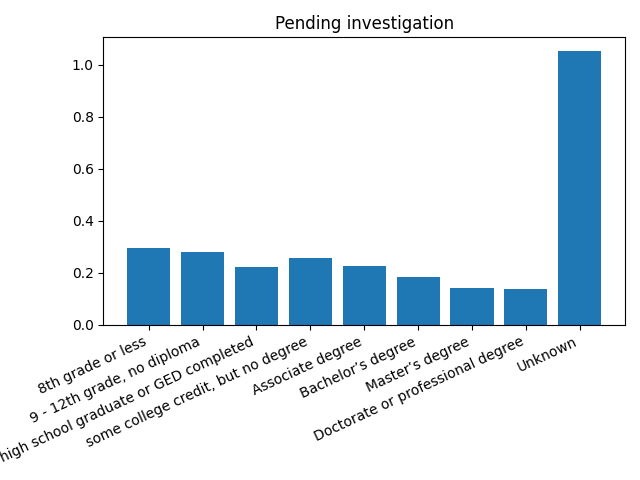 Pending investigation
1.0
0.8
0.6
0.4
0.2
0.0
8th grade or less
9 - 12th grade, no diploma
high school graduate or GED completed
some college credit, but no degree
Associate degree
Bachelor’s degree
Master’s degree
Doctorate or professional degree
Unknown